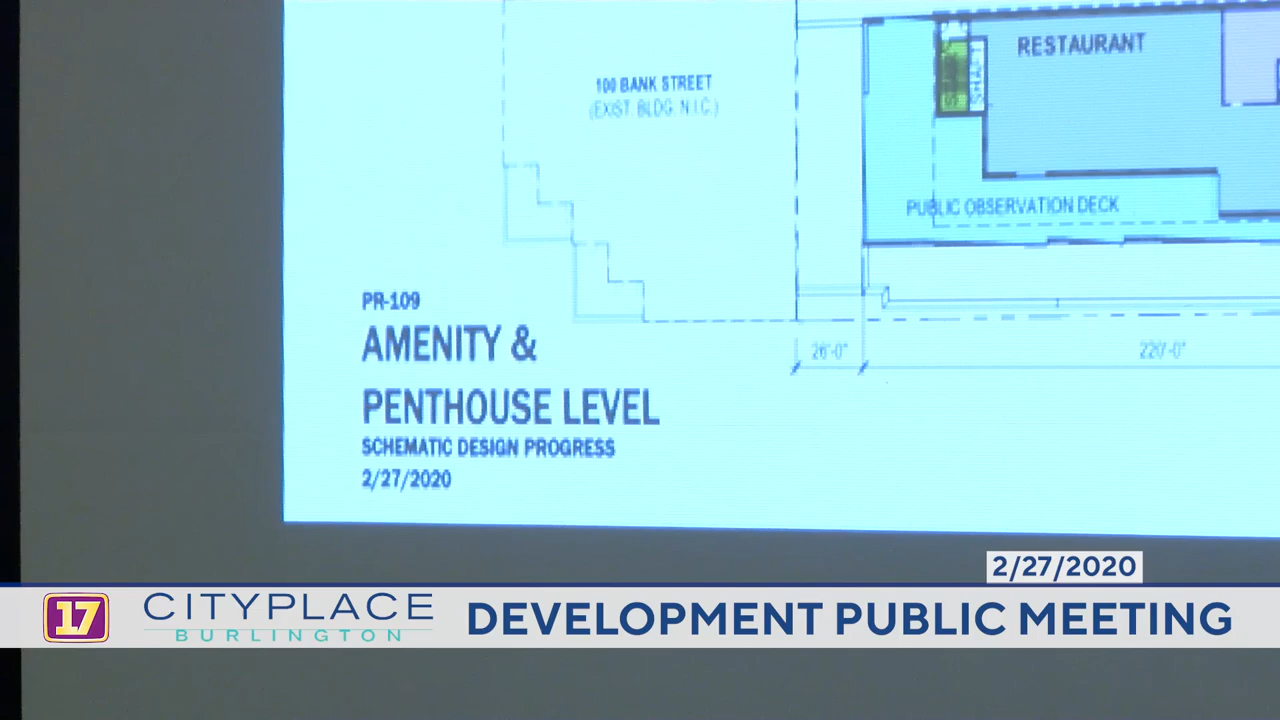 RESTAURANT
SHAFT
100 BANK STREET
(EXIST. BLDG. N.I.C.)
PUBLIC OBSERVATION DECK
PR-109
AMENITY &
PENTHOUSE LEVEL
SCHEMATIC DESIGN PROGRESS
2/27/2020
26'-0"
220'-0"
2/27/2020
17
CITYPLACE
BURLINGTON
DEVELOPMENT PUBLIC MEETING